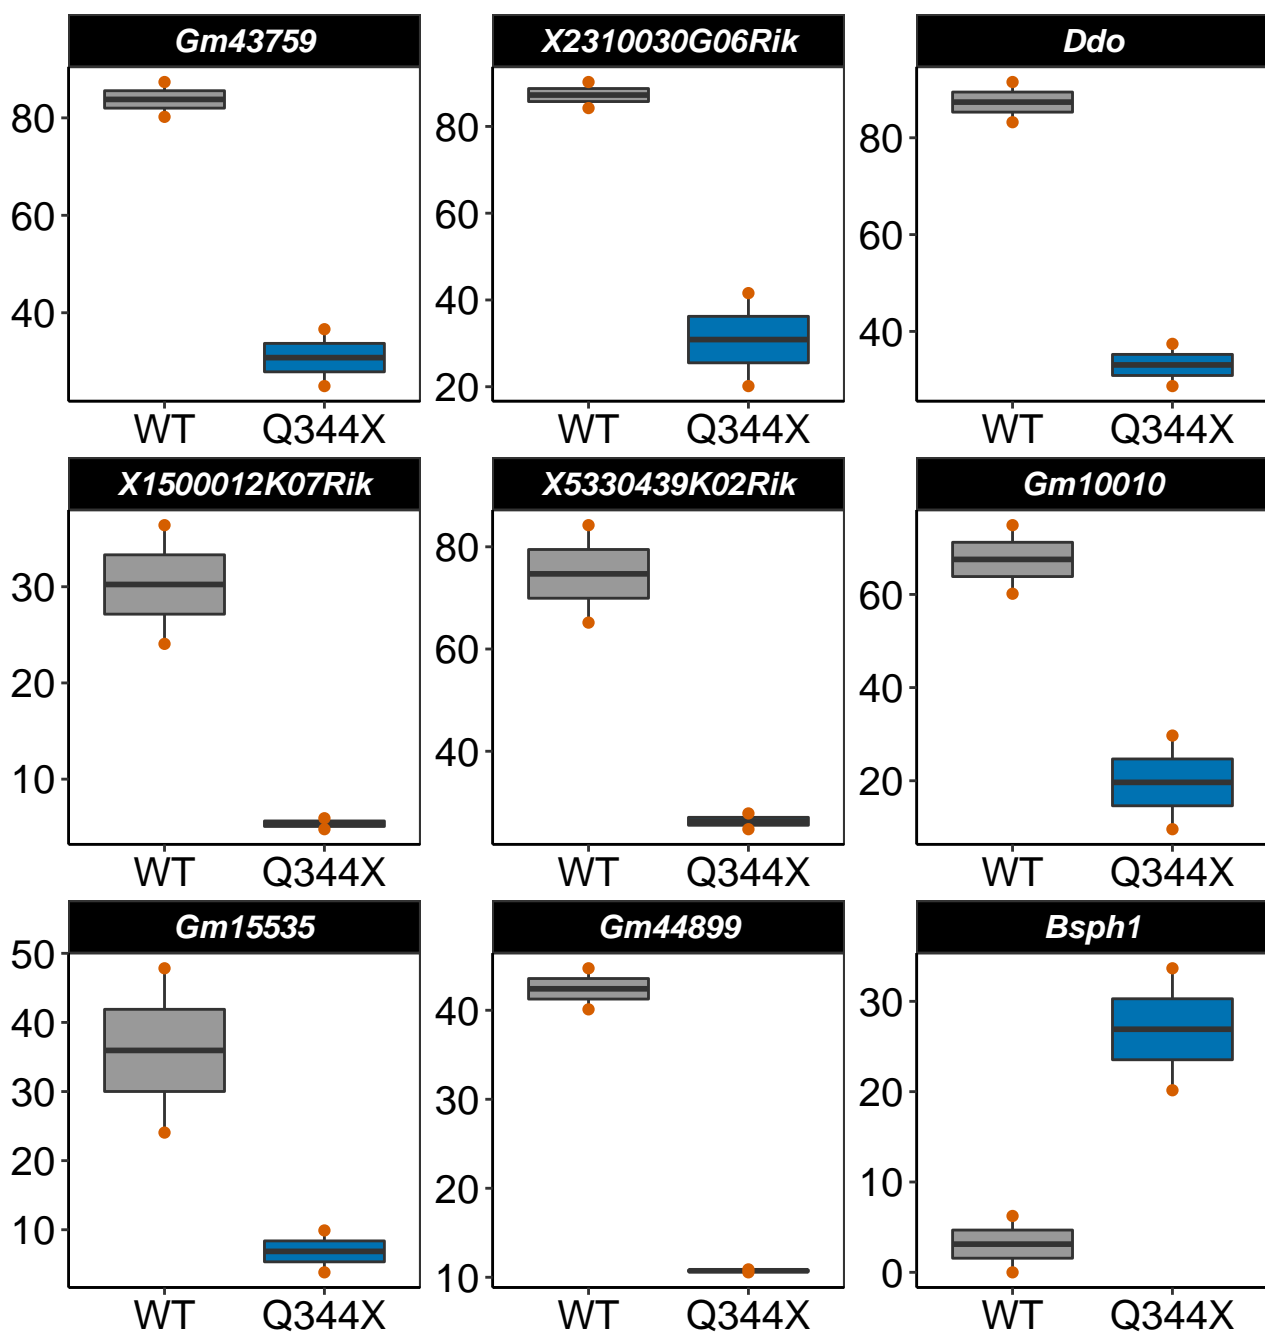 Gm43759 X2310030G06Rik Ddo
80 60 40
80 60 40 20
80 60 40
WT Q344X WT Q344X WT Q344X
X1500012K07Rik X5330439K02Rik Gm10010
30 20 10
80 60 40
60 40 20
WT Q344X WT Q344X WT Q344X
Gm15535 Gm44899 Bsph1
50 40 30 20 10
40 30 20 10
30 20 10 0
WT Q344X WT Q344X WT Q344X